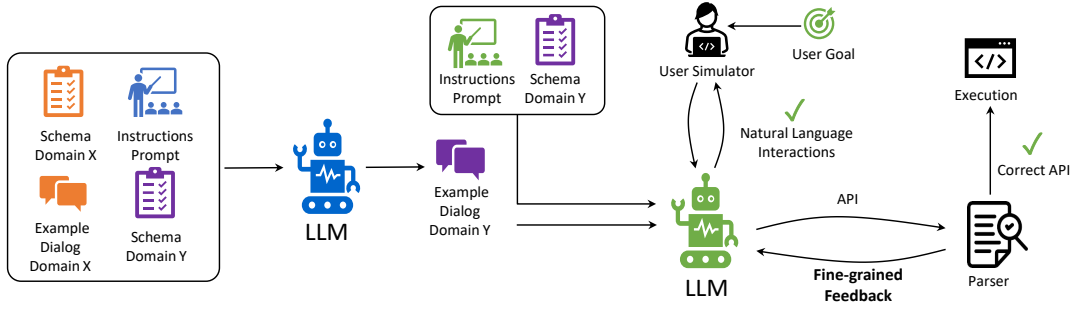 Schema
Domain X
Instructions
Prompt
Example
Dialog
Domain X
Schema
Domain Y
LLM
Example
Dialog
Domain Y
Instructions
Prompt
Schema
Domain Y
User Simulator
User Goal
Natural Language
Interactions
LLM
API
Fine-grained
Feedback
Execution
Correct API
Parser